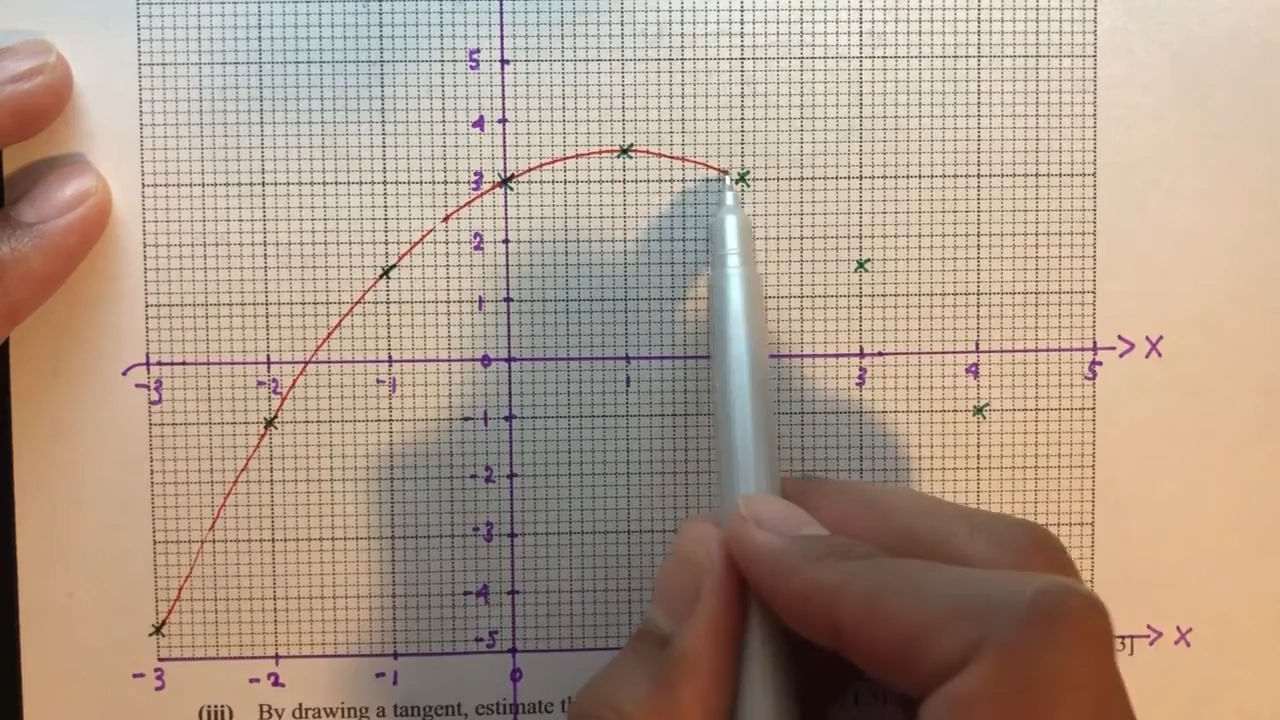 5
4
3
2
1
0
-3 -2 -1 1 3 4 5 > X
-1
-2
-3
-4
-5
3] > X
-3 -2 -1 0
(iii) By drawing a tangent, estimate